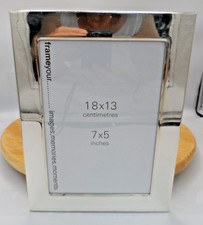 frameyour...
...images.memories.moments.
18x13
centimetres
7x5
inches